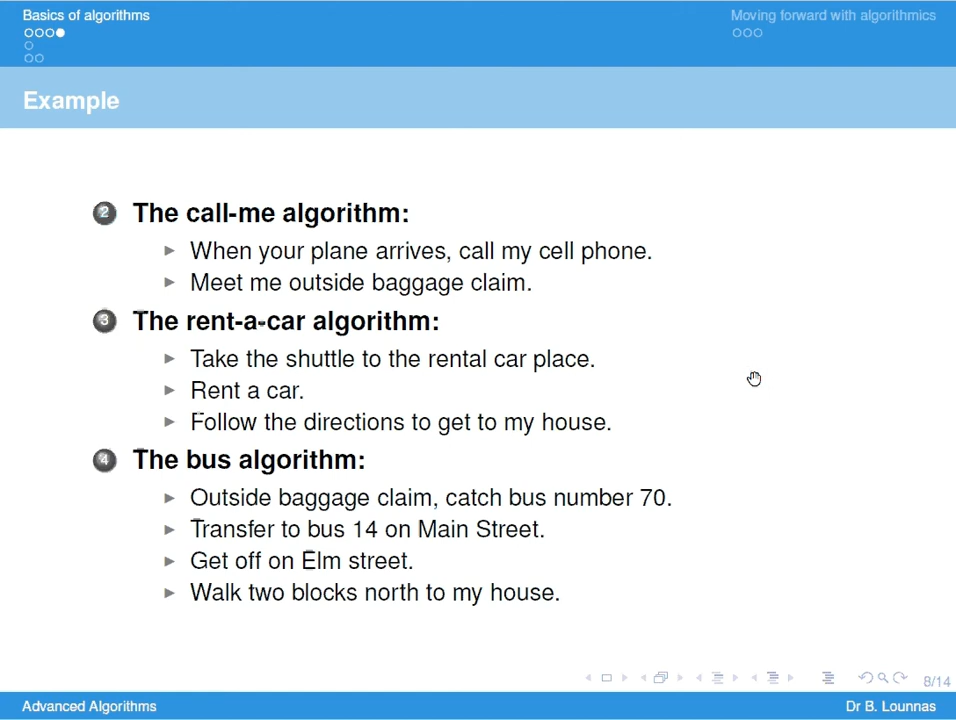 Basics of algorithms
Moving forward with algorithmics
Example
2 The call-me algorithm:
When your plane arrives, call my cell phone.
Meet me outside baggage claim.
3 The rent-a-car algorithm:
Take the shuttle to the rental car place.
Rent a car.
Follow the directions to get to my house.
4 The bus algorithm:
Outside baggage claim, catch bus number 70.
Transfer to bus 14 on Main Street.
Get off on Elm street.
Walk two blocks north to my house.
8/14
Advanced Algorithms
Dr B. Lounnas